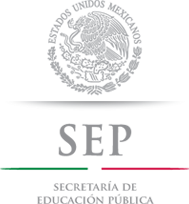 ESTADOS UNIDOS MEXICANOS
SEP
SECRETARÍA DE
EDUCACIÓN PÚBLICA